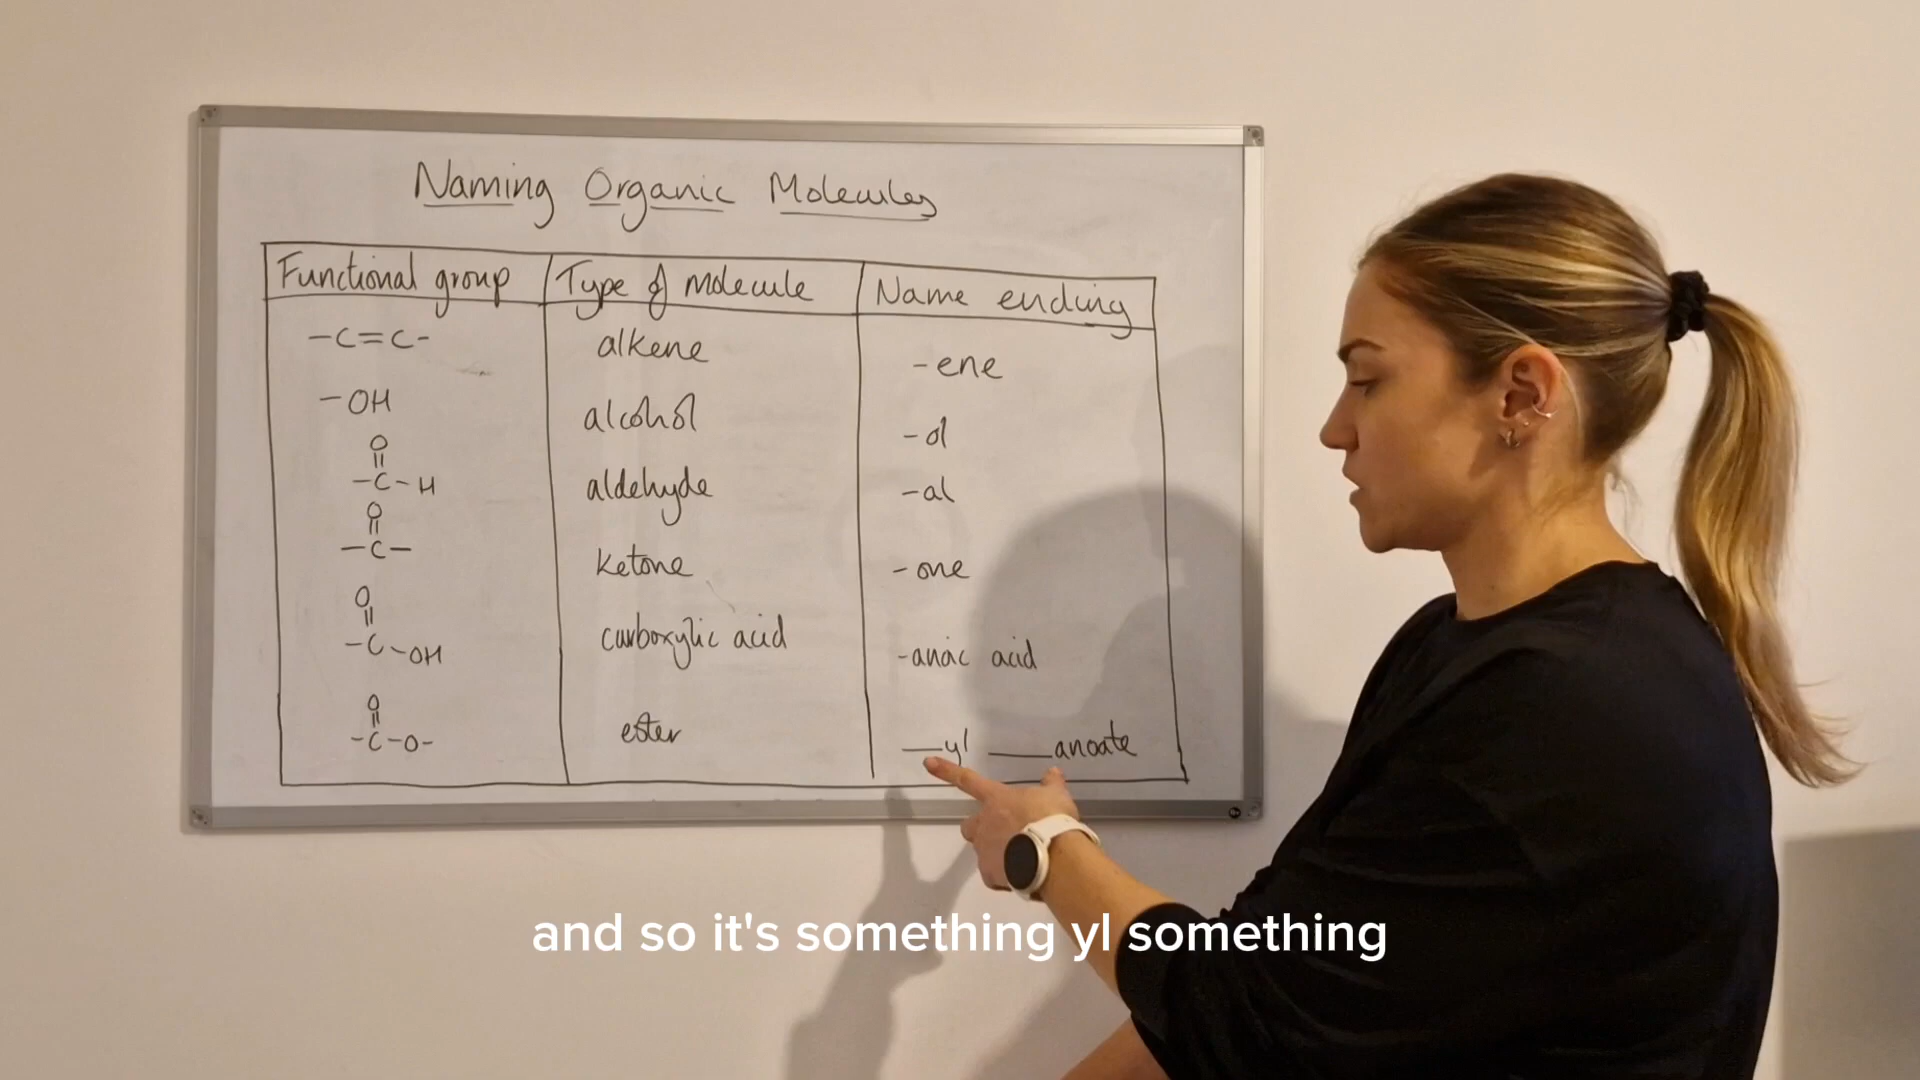 Naming Organic Molecules
Functional group Type of molecule Name ending
-C=C- alkene -ene
-OH alcohol -ol
O
||
-C-H aldehyde -al
O
||
-C- ketone -one
O
||
-C-OH carboxylic acid -anoic acid
O
||
-C-O- ester __yl ___anoate
and so it's something yl something